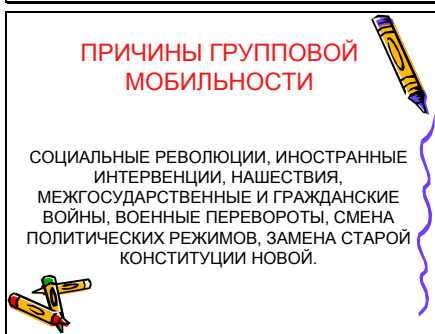 ПРИЧИНЫ ГРУППОВОЙ
МОБИЛЬНОСТИ
СОЦИАЛЬНЫЕ РЕВОЛЮЦИИ, ИНОСТРАННЫЕ
ИНТЕРВЕНЦИИ, НАШЕСТВИЯ,
МЕЖГОСУДАРСТВЕННЫЕ И ГРАЖДАНСКИЕ
ВОЙНЫ, ВОЕННЫЕ ПЕРЕВОРОТЫ, СМЕНА
ПОЛИТИЧЕСКИХ РЕЖИМОВ, ЗАМЕНА СТАРОЙ
КОНСТИТУЦИИ НОВОЙ.